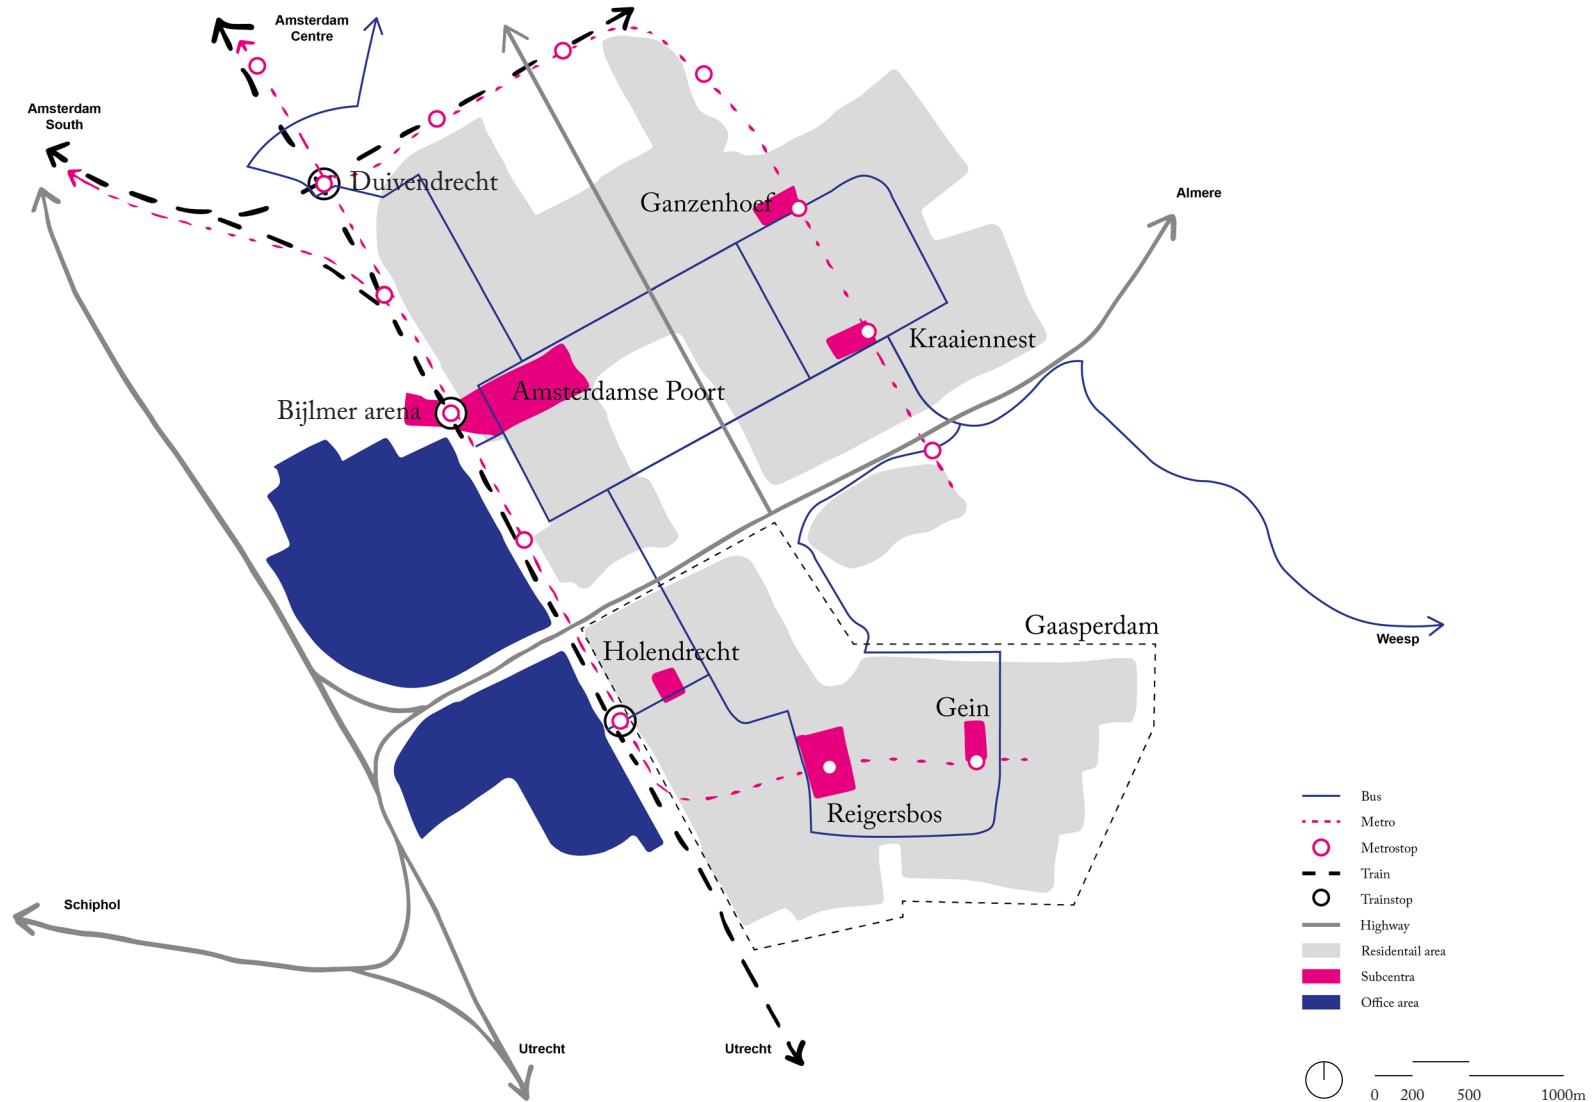 Amsterdam
Centre
Amsterdam
South
Duivendrecht
Ganzenhoef
Almere
Kraaiennest
Amsterdamse Poort
Bijlmer arena
Gaasperdam
Weesp
Holendrecht
Gein
Reigersbos
Schiphol
Utrecht
Utrecht
Bus
Metro
Metrostop
Train
Trainstop
Highway
Residentail area
Subcentra
Office area
0 200 500 1000m